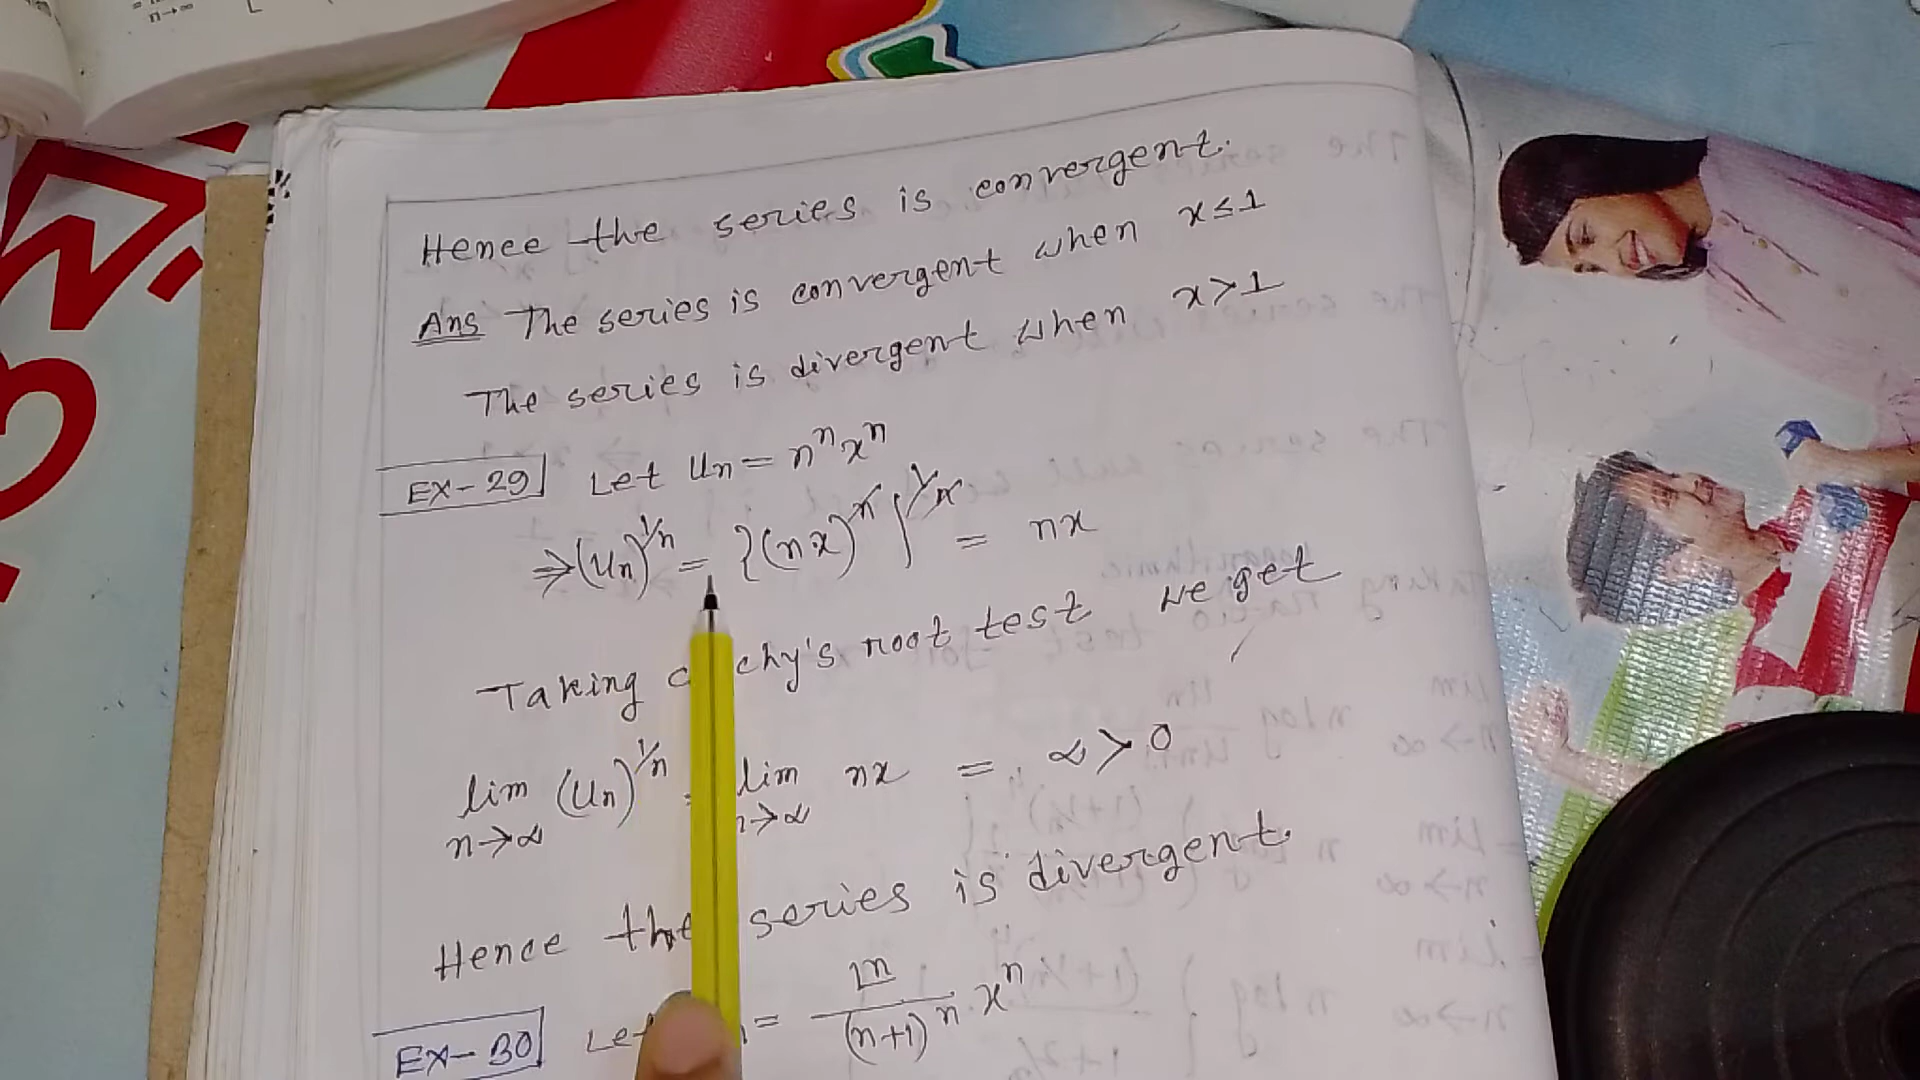 Hence the series is convergent.
Ans The series is convergent when x≤1
The series is divergent when x>1
EX-29 Let Un = n^n x^n
⇒(Un)^1/n = {(nx)^n}^1/n = nx
Taking c chy's root test we get
lim n→∞ (Un)^1/n = lim n→∞ nx = ∞ > 0
Hence the series is divergent.
EX-30 Let = ⌊n / (n+1)^n . x^n